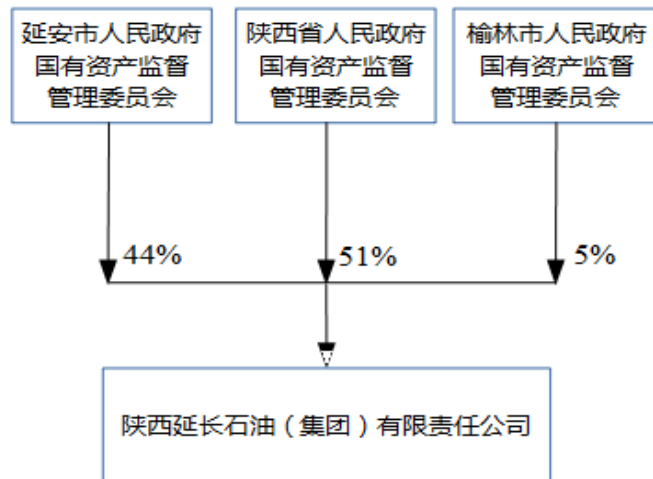 延安市人民政府
国有资产监督
管理委员会
陕西省人民政府
国有资产监督
管理委员会
榆林市人民政府
国有资产监督
管理委员会
44%
51%
5%
陕西延长石油（集团）有限责任公司